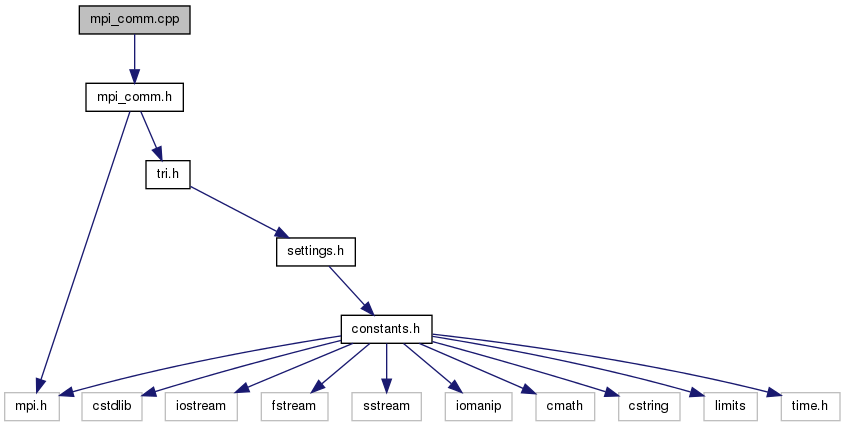 mpi_comm.cpp
mpi_comm.h
tri.h
settings.h
constants.h
mpi.h
cstdlib
iostream
fstream
sstream
iomanip
cmath
cstring
limits
time.h